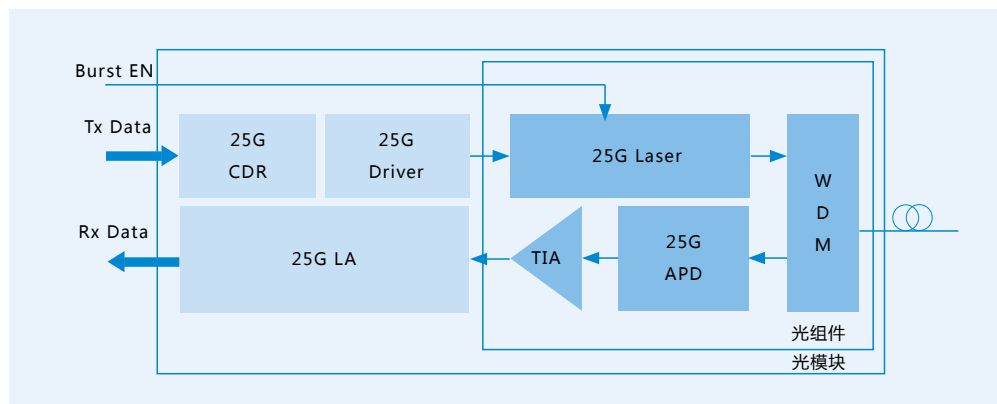 Burst EN
Tx Data
25G
CDR
25G
Driver
25G Laser
W
D
M
Rx Data
25G LA
TIA
25G
APD
光组件
光模块